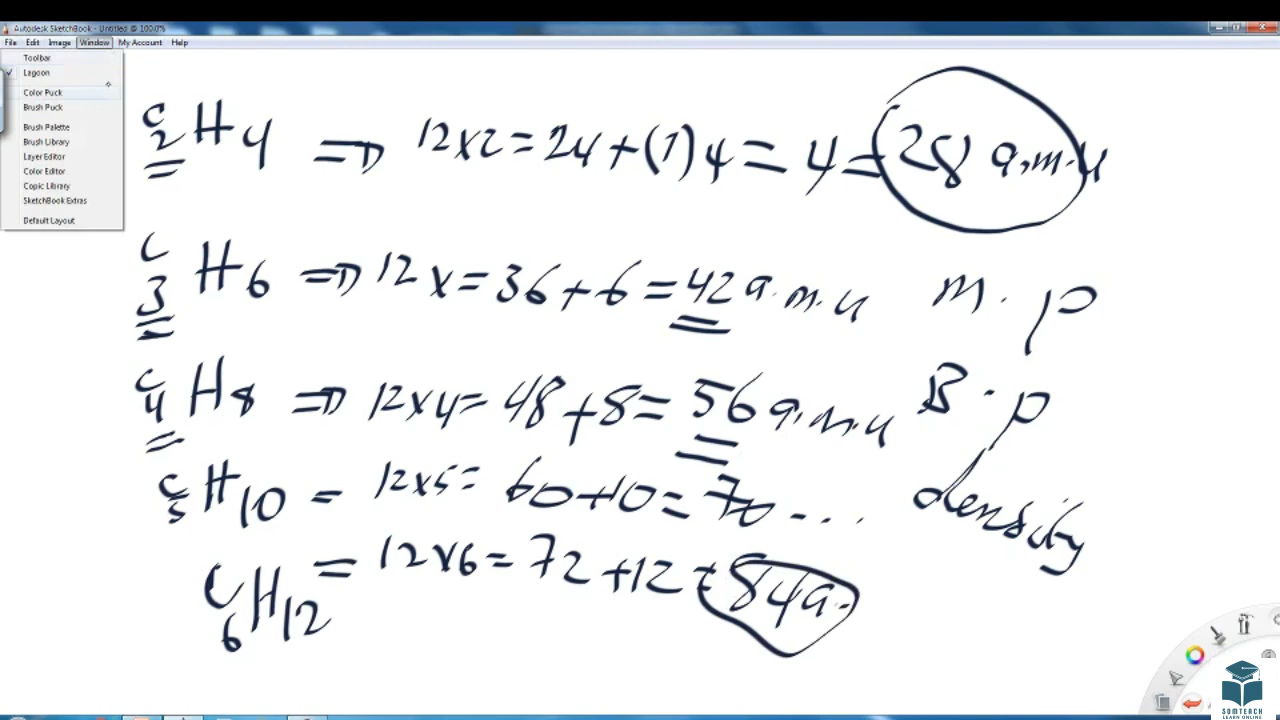 Autodesk SketchBook - Untitled @ 100.0%
File Edit Image Window My Account Help
Toolbar
Lagoon
Color Puck
Brush Puck
Brush Palette
Brush Library
Layer Editor
Color Editor
Copic Library
SketchBook Extras
Default Layout
C2H4 ⇒ 12x2=24+(1)4=4=28 a.m.u
C3H6 ⇒ 12x=36+6=42 a.m.u m.p
C4H8 ⇒ 12x4=48+8=56 a.m.u B.p
C5H10 = 12x5=60+10=70 ... density
C6H12 = 12x6=72+12=84a.
SOMTEACH
LEARN ONLINE